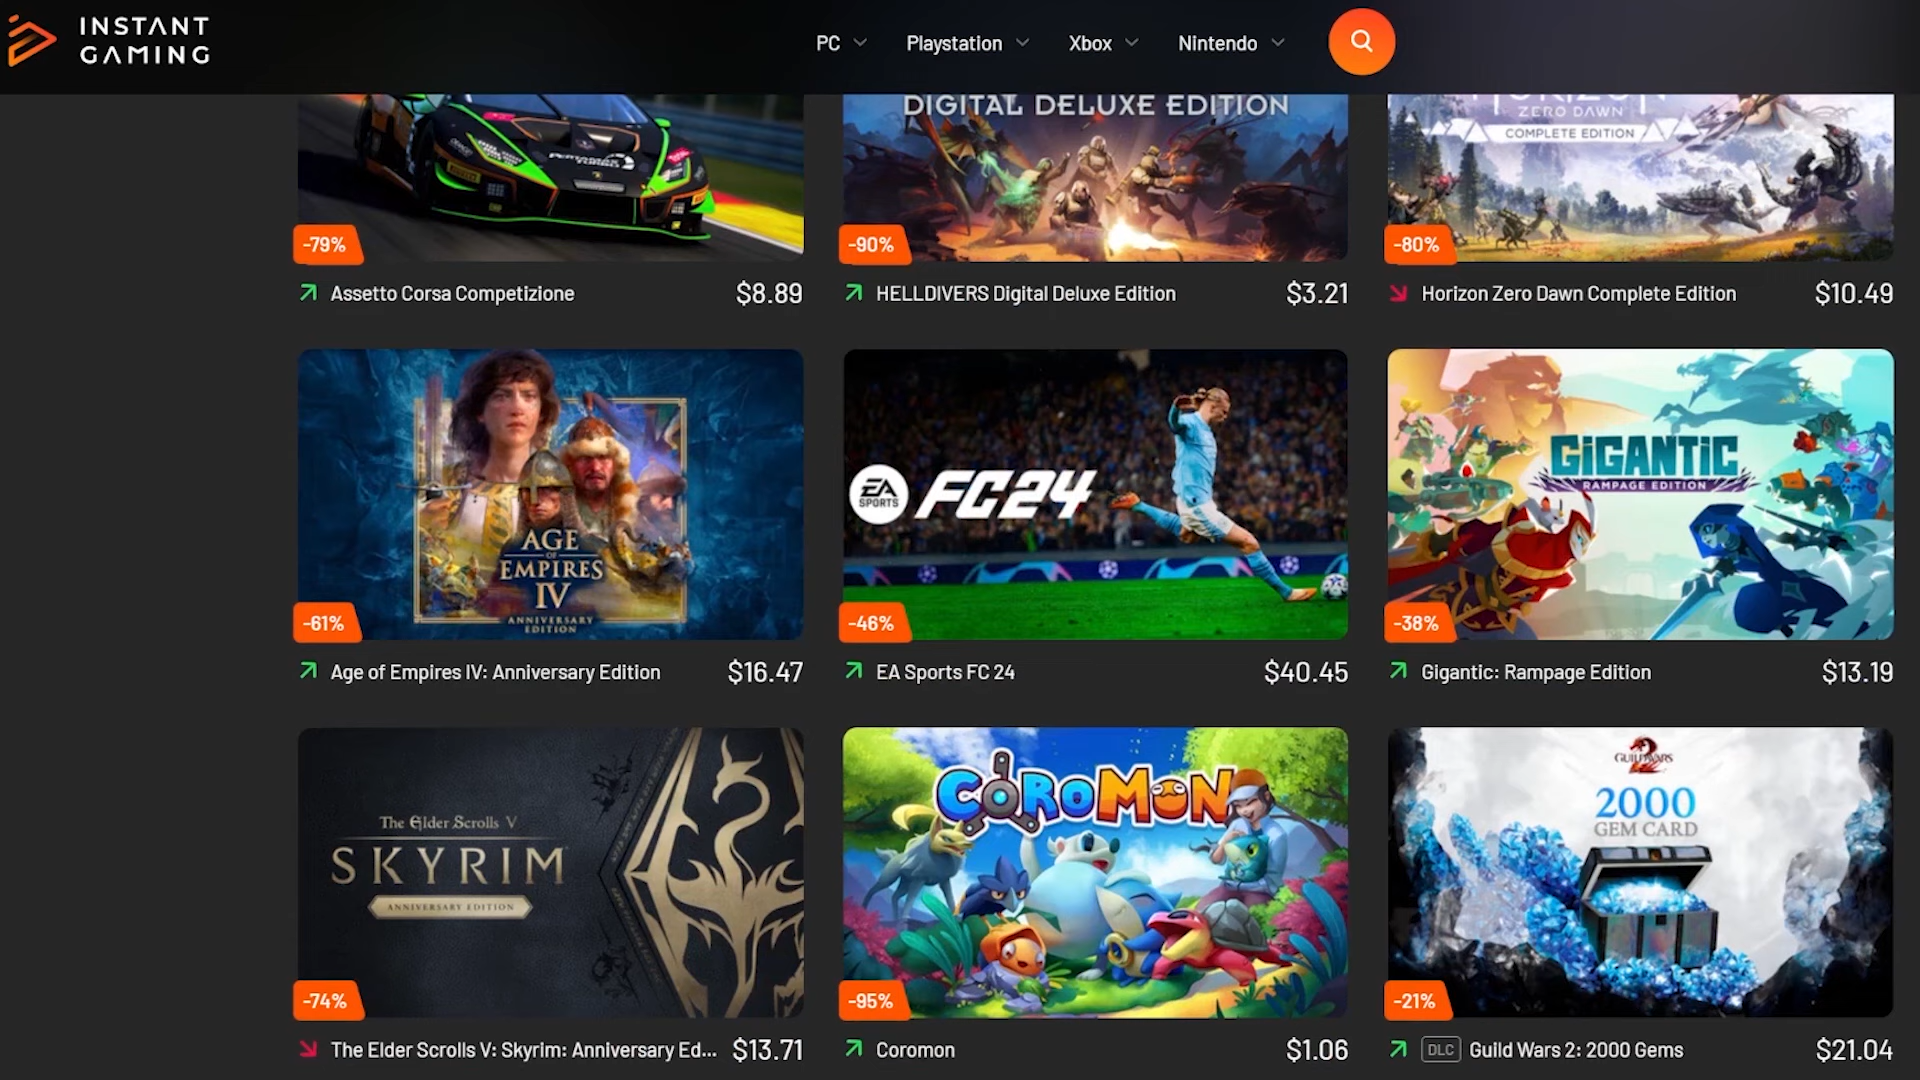 INSTANT
GAMING
PC
Playstation
Xbox
Nintendo
DIGITAL DELUXE EDITION
HORIZON
ZERO DAWN
COMPLETE EDITION
-79%
-90%
-80%
Assetto Corsa Competizione
$8.89
HELLDIVERS Digital Deluxe Edition
$3.21
Horizon Zero Dawn Complete Edition
$10.49
AGE
OF
EMPIRES
IV
ANNIVERSARY
EDITION
EA
SPORTS
FC24
GIGANTIC
RAMPAGE EDITION
-61%
-46%
-38%
Age of Empires IV: Anniversary Edition
$16.47
EA Sports FC 24
$40.45
Gigantic: Rampage Edition
$13.19
The Elder Scrolls V
SKYRIM
ANNIVERSARY EDITION
COROMON
GUILD WARS
2
2000
GEM CARD
-74%
-95%
-21%
The Elder Scrolls V: Skyrim: Anniversary Ed...
$13.71
Coromon
$1.06
DLC
Guild Wars 2: 2000 Gems
$21.04